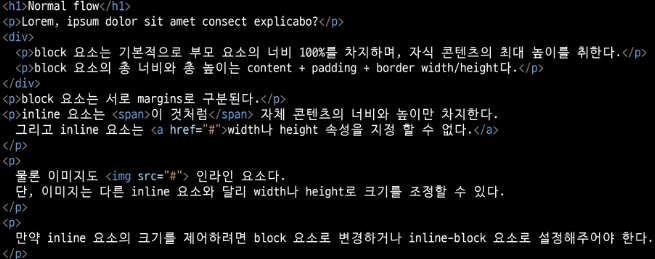 <h1>Normal flow</h1>
<p>Lorem, ipsum dolor sit amet consect explicabo?</p>
<div>
<p>block 요소는 기본적으로 부모 요소의 너비 100%를 차지하며, 자식 콘텐츠의 최대 높이를 취한다.</p>
<p>block 요소의 총 너비와 총 높이는 content + padding + border width/height다.</p>
</div>
<p>block 요소는 서로 margins로 구분된다.</p>
<p>inline 요소는 <span>이 것처럼</span> 자체 콘텐츠의 너비와 높이만 차지한다.
그리고 inline 요소는 <a href="#">width나 height 속성을 지정 할 수 없다.</a>
</p>
<p>
물론 이미지도 <img src="#"> 인라인 요소다.
단, 이미지는 다른 inline 요소와 달리 width나 height로 크기를 조정할 수 있다.
</p>
<p>
만약 inline 요소의 크기를 제어하려면 block 요소로 변경하거나 inline-block 요소로 설정해주어야 한다.
</p>